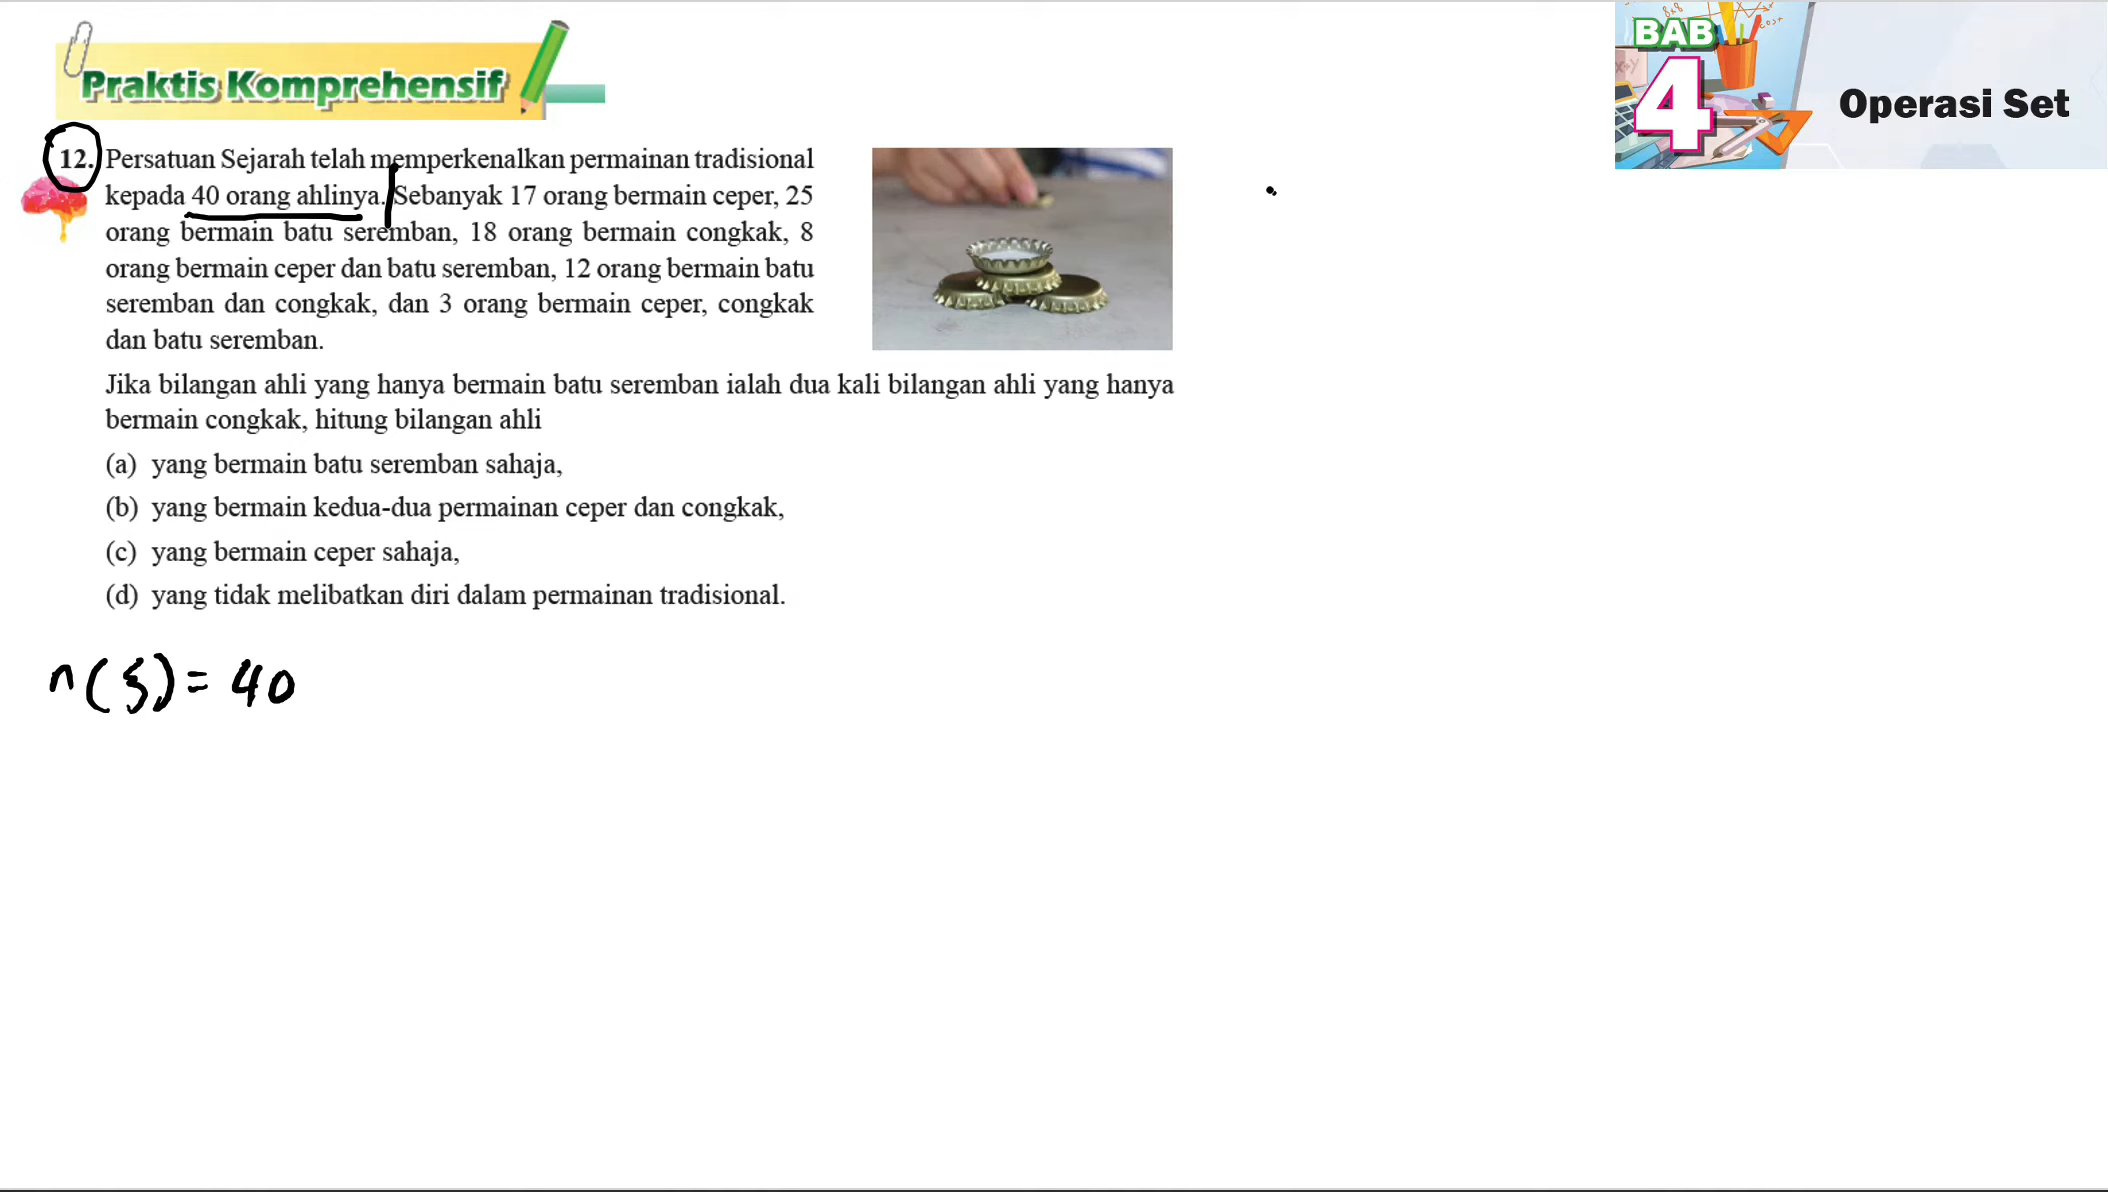 Praktis Komprehensif
BAB
4
Operasi Set
12. Persatuan Sejarah telah memperkenalkan permainan tradisional
kepada 40 orang ahlinya. Sebanyak 17 orang bermain ceper, 25
orang bermain batu seremban, 18 orang bermain congkak, 8
orang bermain ceper dan batu seremban, 12 orang bermain batu
seremban dan congkak, dan 3 orang bermain ceper, congkak
dan batu seremban.
Jika bilangan ahli yang hanya bermain batu seremban ialah dua kali bilangan ahli yang hanya
bermain congkak, hitung bilangan ahli
(a) yang bermain batu seremban sahaja,
(b) yang bermain kedua-dua permainan ceper dan congkak,
(c) yang bermain ceper sahaja,
(d) yang tidak melibatkan diri dalam permainan tradisional.
n(ξ) = 40